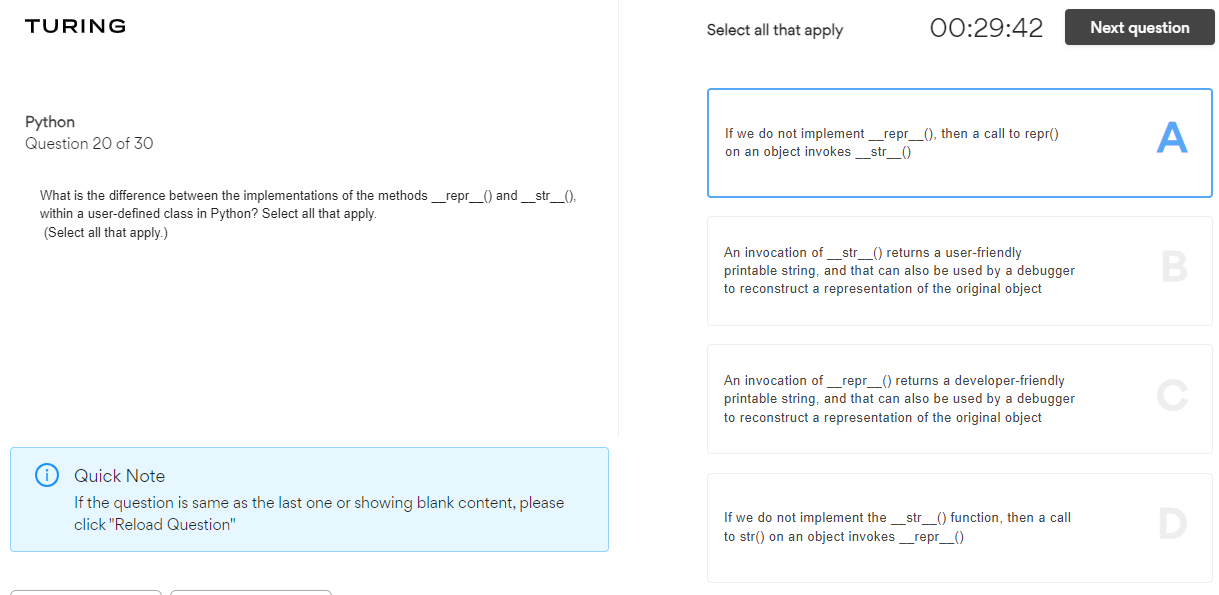 TURING
Select all that apply
00:29:42
Next question
Python
Question 20 of 30
What is the difference between the implementations of the methods __repr__() and __str__(),
within a user-defined class in Python? Select all that apply.
(Select all that apply.)
If we do not implement __repr__(), then a call to repr()
on an object invokes __str__()
A
An invocation of __str__() returns a user-friendly
printable string, and that can also be used by a debugger
to reconstruct a representation of the original object
B
An invocation of __repr__() returns a developer-friendly
printable string, and that can also be used by a debugger
to reconstruct a representation of the original object
C
If we do not implement the __str__() function, then a call
to str() on an object invokes __repr__()
D
Quick Note
If the question is same as the last one or showing blank content, please
click "Reload Question"